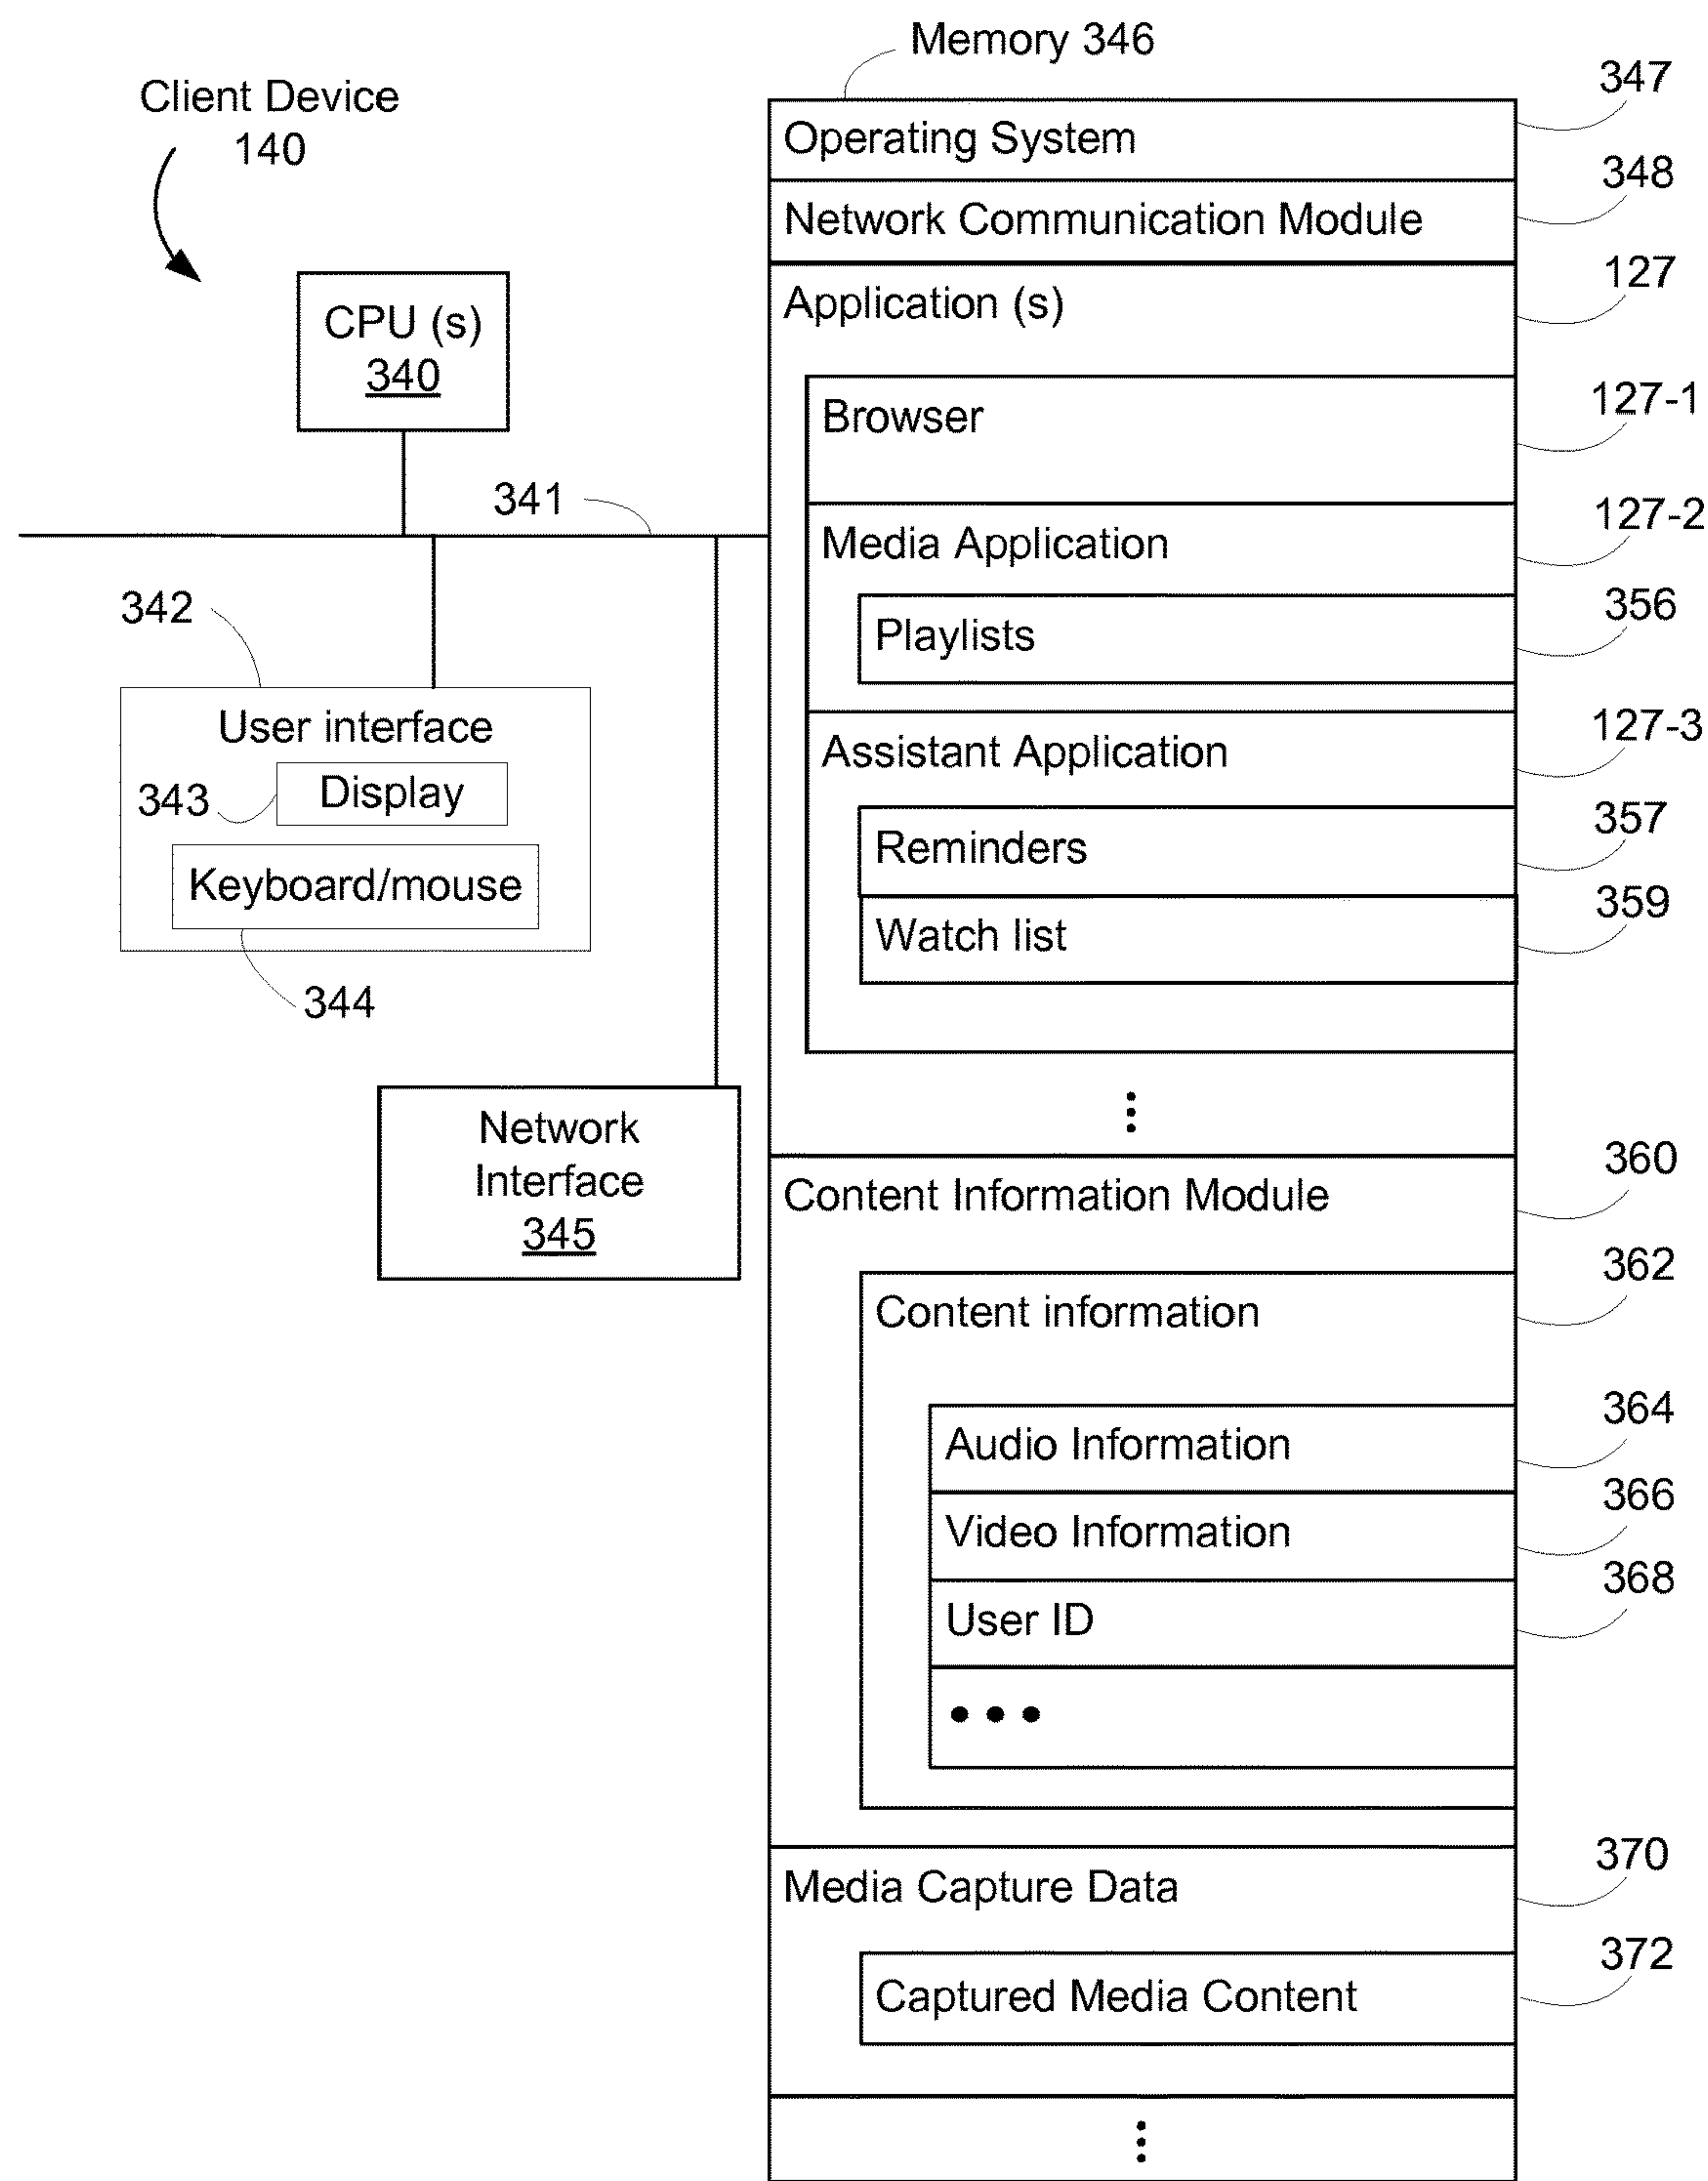 Memory 346
Client Device
140
347
Operating System
348
Network Communication Module
127
Application (s)
CPU (s)
340
127-1
Browser
341
127-2
Media Application
356
Playlists
342
User interface
343
Display
Keyboard/mouse
344
127-3
Assistant Application
357
Reminders
359
Watch list
Network
Interface
345
360
Content Information Module
362
Content information
364
Audio Information
366
Video Information
368
User ID
370
Media Capture Data
372
Captured Media Content